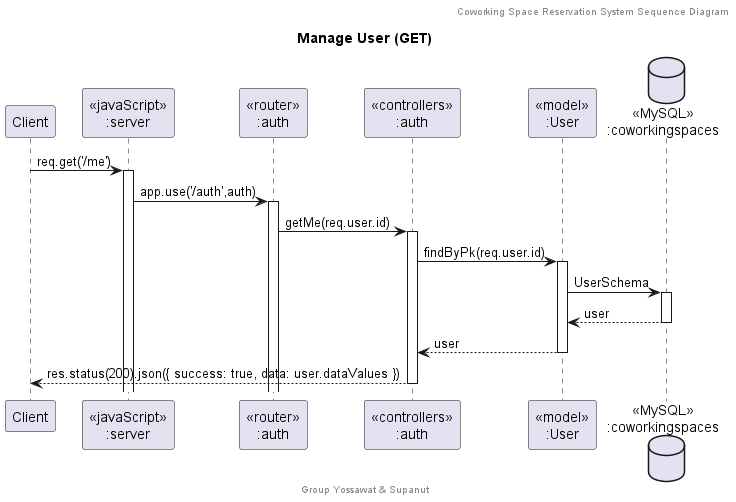 Coworking Space Reservation System Sequence Diagram
Manage User (GET)
Client
«javaScript»
:server
«router»
:auth
«controllers»
:auth
«model»
:User
«MySQL»
:coworkingspaces
req.get('/me')
app.use('/auth',auth)
getMe(req.user.id)
findByPk(req.user.id)
UserSchema
user
user
res.status(200).json({ success: true, data: user.dataValues })
Client
«javaScript»
:server
«router»
:auth
«controllers»
:auth
«model»
:User
«MySQL»
:coworkingspaces
Group Yossawat & Supanut